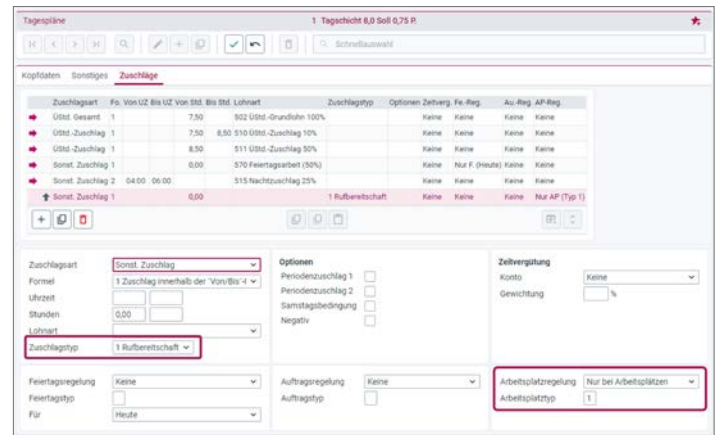 Tagespläne 1 Tagschicht 8,0 Soll 0,75 P.
Schnellauswahl
Kopfdaten Sonstiges Zuschläge
Zuschlagsart Fo. Von UZ Bis UZ Von Std. Bis Std. Lohnart Zuschlagstyp Optionen Zeitverg. Fe.-Reg. Au.-Reg. AP-Reg.
ÜStd. Gesamt 1 7,50 502 ÜStd.-Grundlohn 100% Keine Keine Keine Keine
ÜStd.-Zuschlag 1 7,50 8,50 510 ÜStd.-Zuschlag 10% Keine Keine Keine Keine
ÜStd.-Zuschlag 1 8,50 511 ÜStd.-Zuschlag 50% Keine Keine Keine Keine
Sonst. Zuschlag 1 0,00 570 Feiertagsarbeit (50%) Keine Nur F. (Heute) Keine Keine
Sonst. Zuschlag 2 04:00 06:00 515 Nachtzuschlag 25% Keine Keine Keine Keine
Sonst. Zuschlag 1 0,00 1 Rufbereitschaft Keine Keine Keine Nur AP (Typ 1)
Zuschlagsart Sonst. Zuschlag
Formel 1 Zuschlag innerhalb der 'Von/Bis'-
Uhrzeit
Stunden 0,00
Lohnart
Zuschlagstyp 1 Rufbereitschaft
Optionen
Periodenzuschlag 1
Periodenzuschlag 2
Samstagsbedingung
Negativ
Zeitvergütung
Konto Keine
Gewichtung %
Feiertagsregelung Keine
Feiertagstyp
Für Heute
Auftragsregelung Keine
Auftragstyp
Arbeitsplatzregelung Nur bei Arbeitsplätzen
Arbeitsplatztyp 1